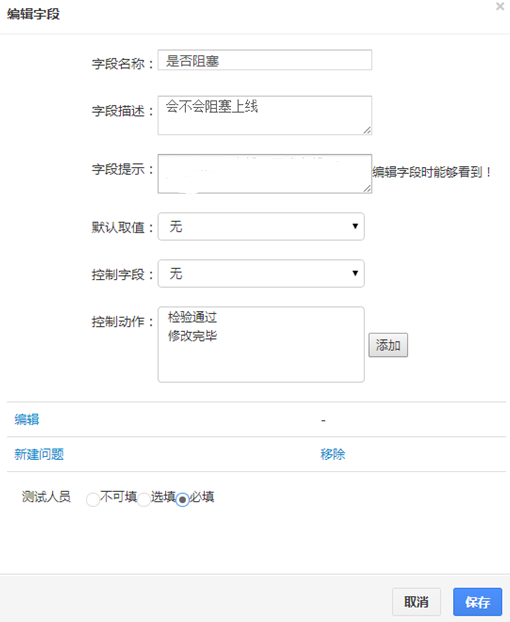 编辑字段
×
字段名称： 是否阻塞
字段描述： 会不会阻塞上线
字段提示： 编辑字段时能够看到！
默认取值： 无
控制字段： 无
控制动作： 检验通过
修改完毕
添加
编辑 -
新建问题 移除
测试人员 不可填 选填 必填
取消 保存